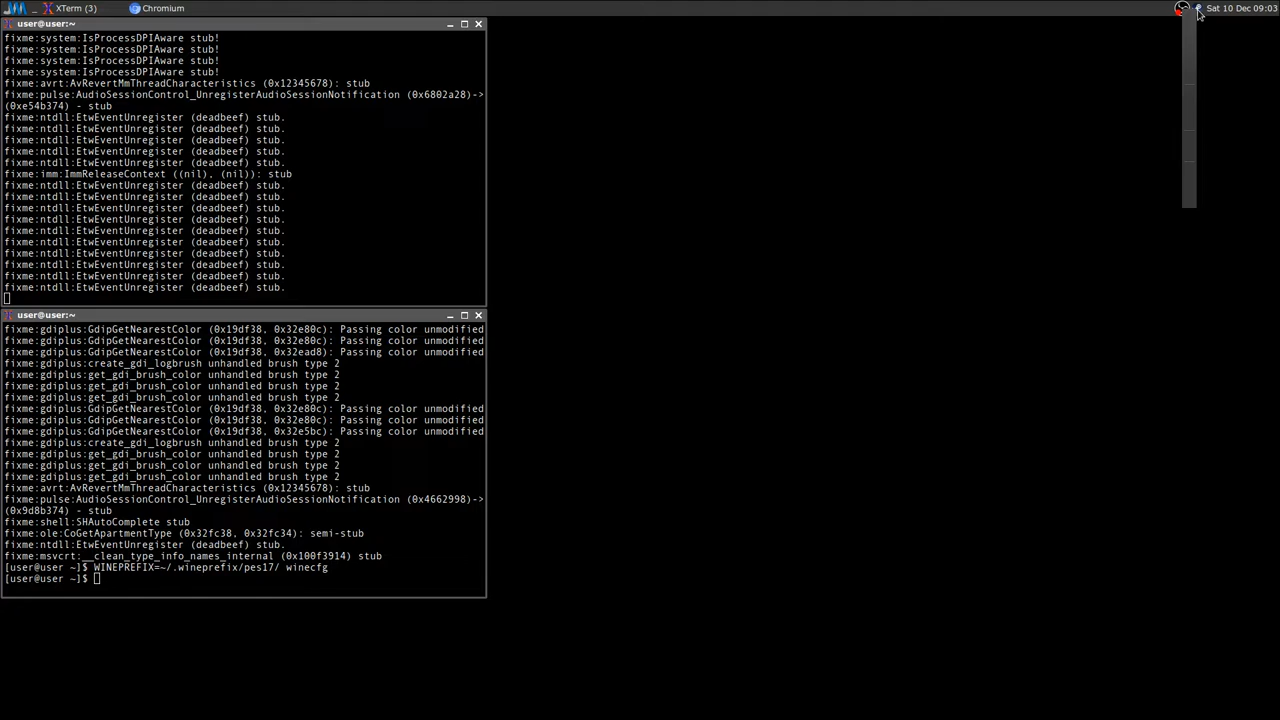 XTerm (3)
Chromium
Sat 10 Dec 09:03
user@user:~
fixme:system:IsProcessDPIAware stub!
fixme:system:IsProcessDPIAware stub!
fixme:system:IsProcessDPIAware stub!
fixme:system:IsProcessDPIAware stub!
fixme:avrt:AvRevertMmThreadCharacteristics (0x12345678): stub
fixme:pulse:AudioSessionControl_UnregisterAudioSessionNotification (0x6802a28)->
(0xe54b374) - stub
fixme:ntdll:EtwEventUnregister (deadbeef) stub.
fixme:ntdll:EtwEventUnregister (deadbeef) stub.
fixme:ntdll:EtwEventUnregister (deadbeef) stub.
fixme:ntdll:EtwEventUnregister (deadbeef) stub.
fixme:ntdll:EtwEventUnregister (deadbeef) stub.
fixme:imm:ImmReleaseContext ((nil), (nil)): stub
fixme:ntdll:EtwEventUnregister (deadbeef) stub.
fixme:ntdll:EtwEventUnregister (deadbeef) stub.
fixme:ntdll:EtwEventUnregister (deadbeef) stub.
fixme:ntdll:EtwEventUnregister (deadbeef) stub.
fixme:ntdll:EtwEventUnregister (deadbeef) stub.
fixme:ntdll:EtwEventUnregister (deadbeef) stub.
fixme:ntdll:EtwEventUnregister (deadbeef) stub.
fixme:ntdll:EtwEventUnregister (deadbeef) stub.
fixme:ntdll:EtwEventUnregister (deadbeef) stub.
fixme:ntdll:EtwEventUnregister (deadbeef) stub.
user@user:~
fixme:gdiplus:GdipGetNearestColor (0x19df38, 0x32e80c): Passing color unmodified
fixme:gdiplus:GdipGetNearestColor (0x19df38, 0x32e80c): Passing color unmodified
fixme:gdiplus:GdipGetNearestColor (0x19df38, 0x32ead8): Passing color unmodified
fixme:gdiplus:create_gdi_logbrush unhandled brush type 2
fixme:gdiplus:get_gdi_brush_color unhandled brush type 2
fixme:gdiplus:get_gdi_brush_color unhandled brush type 2
fixme:gdiplus:get_gdi_brush_color unhandled brush type 2
fixme:gdiplus:GdipGetNearestColor (0x19df38, 0x32e80c): Passing color unmodified
fixme:gdiplus:GdipGetNearestColor (0x19df38, 0x32e80c): Passing color unmodified
fixme:gdiplus:GdipGetNearestColor (0x19df38, 0x32e5bc): Passing color unmodified
fixme:gdiplus:create_gdi_logbrush unhandled brush type 2
fixme:gdiplus:get_gdi_brush_color unhandled brush type 2
fixme:gdiplus:get_gdi_brush_color unhandled brush type 2
fixme:gdiplus:get_gdi_brush_color unhandled brush type 2
fixme:avrt:AvRevertMmThreadCharacteristics (0x12345678): stub
fixme:pulse:AudioSessionControl_UnregisterAudioSessionNotification (0x4662998)->
(0x9d8b374) - stub
fixme:shell:SHAutoComplete stub
fixme:ole:CoGetApartmentType (0x32fc38, 0x32fc34): semi-stub
fixme:ntdll:EtwEventUnregister (deadbeef) stub.
fixme:msvcrt:__clean_type_info_names_internal (0x100f3914) stub
[user@user ~]$ WINEPREFIX=~/.wineprefix/pes17/ winecfg
[user@user ~]$